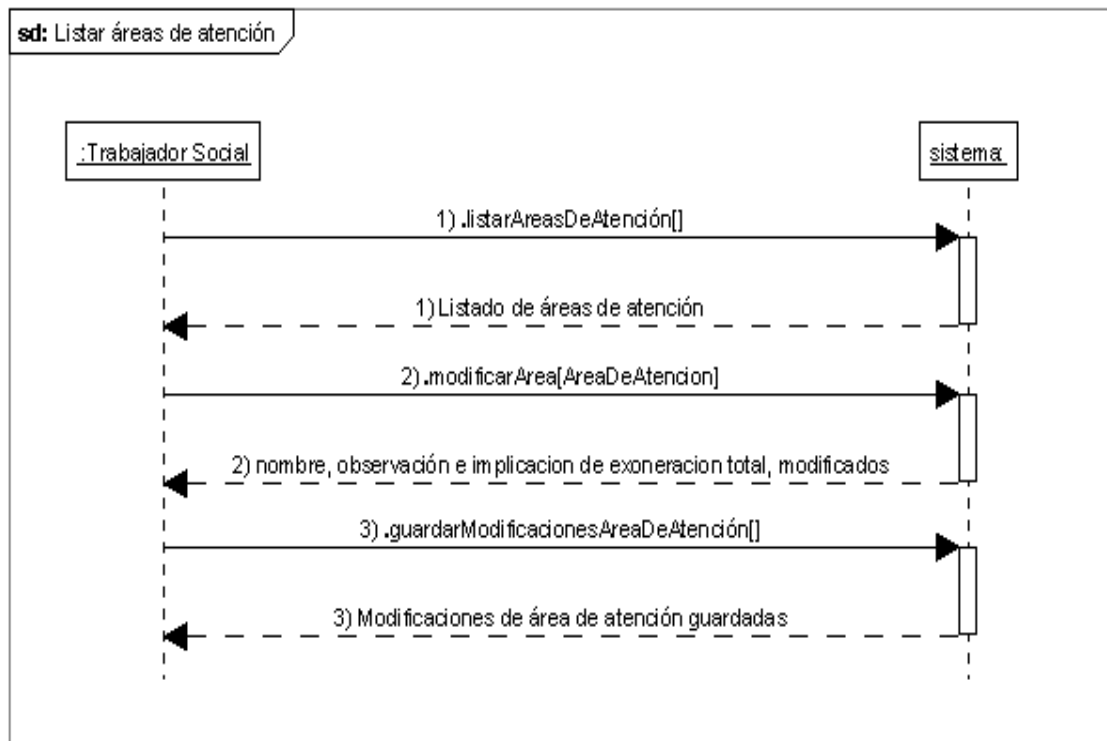 sd: Listar áreas de atención
:Trabajador Social
sistema:
1) .listarAreasDeAtención[]
1) Listado de áreas de atención
2) .modificarArea[AreaDeAtencion]
2) nombre, observación e implicacion de exoneracion total, modificados
3) .guardarModificacionesAreaDeAtención[]
3) Modificaciones de área de atención guardadas